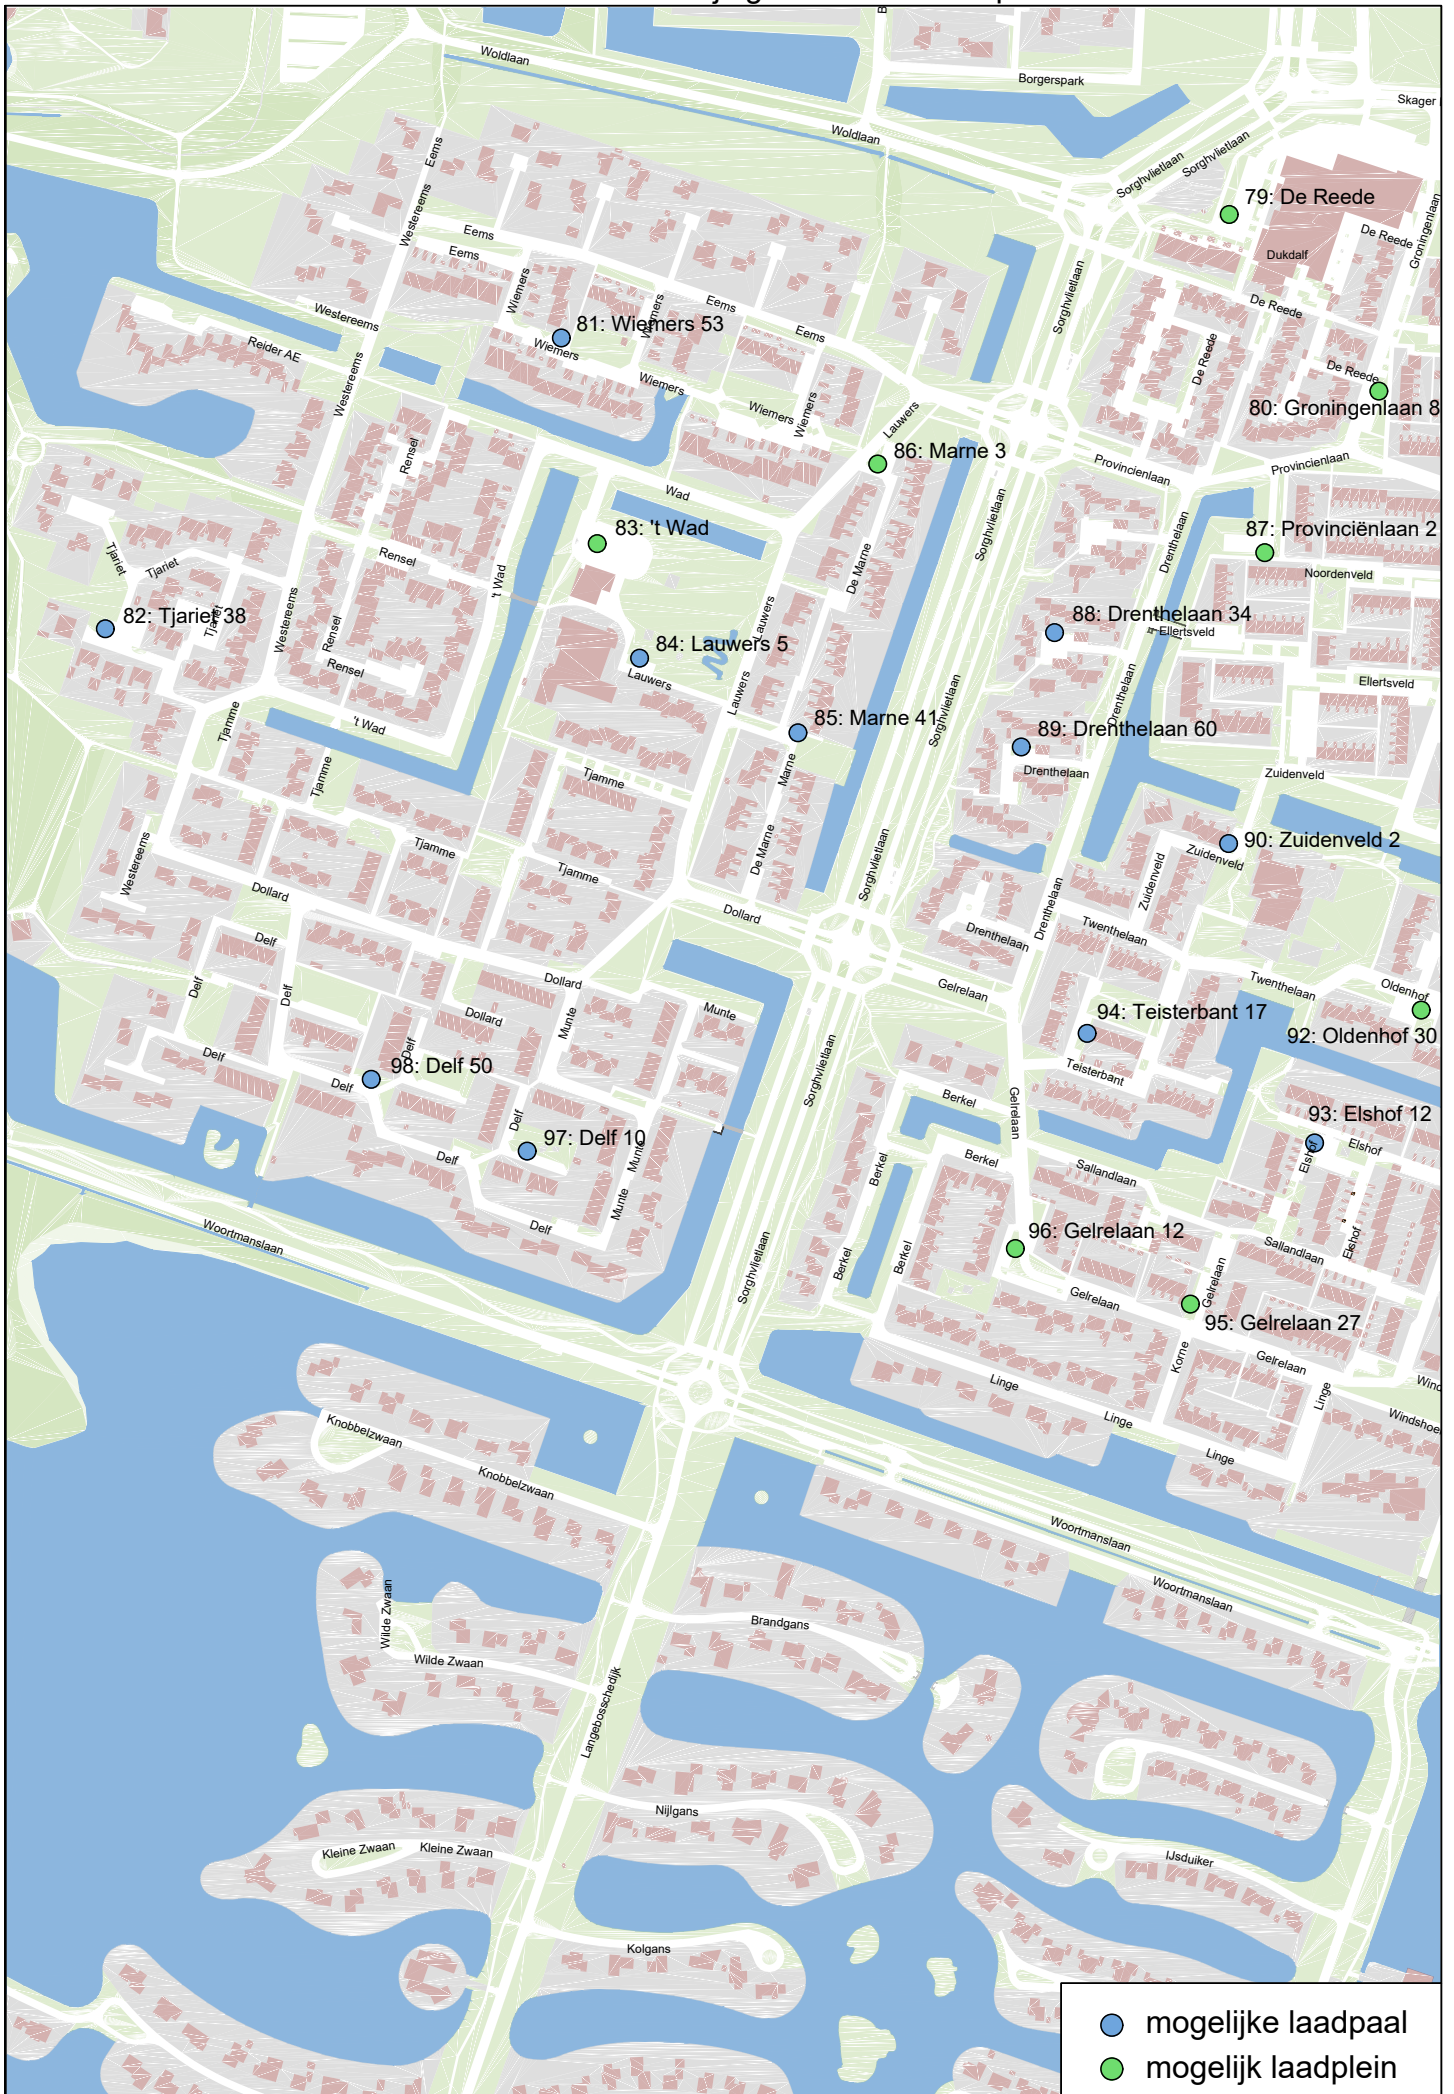 Woldlaan
Borgerspark
Skager
Woldlaan
Sorghvlietlaan
Sorghvlietlaan
Eems
Westereems
79: De Reede
De Reede
Groningenlaan
Dukdalf
Eems
Eems
Wiemers
Wiemers
Eems
Eems
Sorghvlietlaan
De Reede
Westereems
Reider AE
81: Wiemers 53
Wiemers
Wiemers
Wiemers
Wiemers
De Reede
De Reede
Westereems
80: Groningenlaan 8
Lauwers
86: Marne 3
Rensel
Wad
Provincienlaan
Provincienlaan
83: 't Wad
Sorghvlietlaan
Drenthelaan
87: Provinciënlaan 2
Noordenveld
Tjariet
Tjariet
Rensel
't Wad
De Marne
82: Tjariet 38
Tjariet
Westereems
Rensel
Lauwers
88: Drenthelaan 34
Ellertsveld
84: Lauwers 5
Lauwers
Rensel
Ellertsveld
Lauwers
Drenthelaan
Sorghvlietlaan
Tjamme
't Wad
85: Marne 41
89: Drenthelaan 60
Drenthelaan
Tjamme
Tjamme
Marne
Zuidenveld
Westereems
Tjamme
De Marne
90: Zuidenveld 2
Zuidenveld
Zuidenveld
Tjamme
Sorghvlietlaan
Dollard
Dollard
Drenthelaan
Drenthelaan
Twenthelaan
Delf
Delf
Delf
Dollard
Gelrelaan
Twenthelaan
Oldenhof
Dollard
Munte
Munte
94: Teisterbant 17
92: Oldenhof 30
Delf
Delf
98: Delf 50
Delf
Sorghvlietlaan
Teisterbant
Berkel
Gelrelaan
93: Elshof 12
Elshof
Elshof
Delf
97: Delf 10
Delf
Munte
Berkel
Berkel
Sallandlaan
Munte
Delf
Woortmanslaan
96: Gelrelaan 12
Sallandlaan
Elshof
Sorghvlietlaan
Berkel
Berkel
Gelrelaan
Gelrelaan
95: Gelrelaan 27
Korne
Gelrelaan
Linge
Linge
Linge
Linge
Wind
Windshoe
Knobbelzwaan
Knobbelzwaan
Woortmanslaan
Woortmanslaan
Wilde Zwaan
Wilde Zwaan
Brandgans
Langebosschedijk
Nijlgans
Kleine Zwaan
Kleine Zwaan
IJsduiker
Kolgans
mogelijke laadpaal
mogelijk laadplein